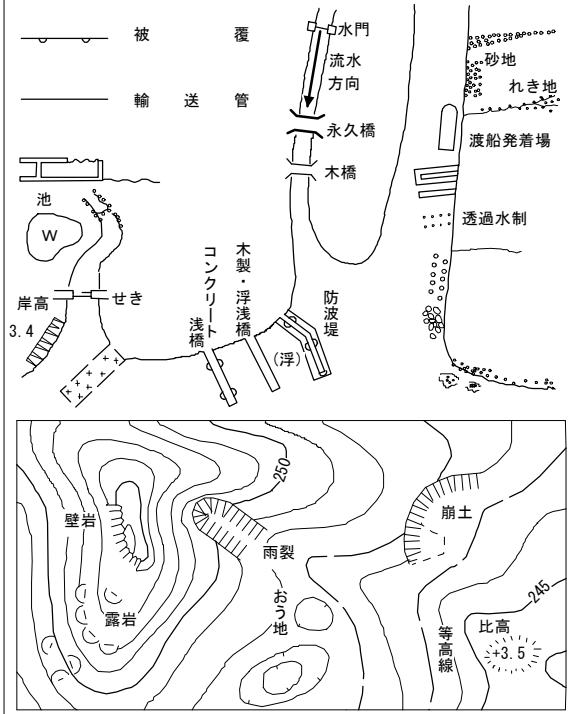 被覆
輸送管
水門
流水
方向
永久橋
木橋
砂地
れき地
渡船発着場
透過水制
池
W
せき
岸高
3.4
コンクリート
浅橋
木製・浮浅橋
防波堤
(浮)
250
壁岩
雨裂
崩土
露岩
おう地
等高線
245
比高
+3.5